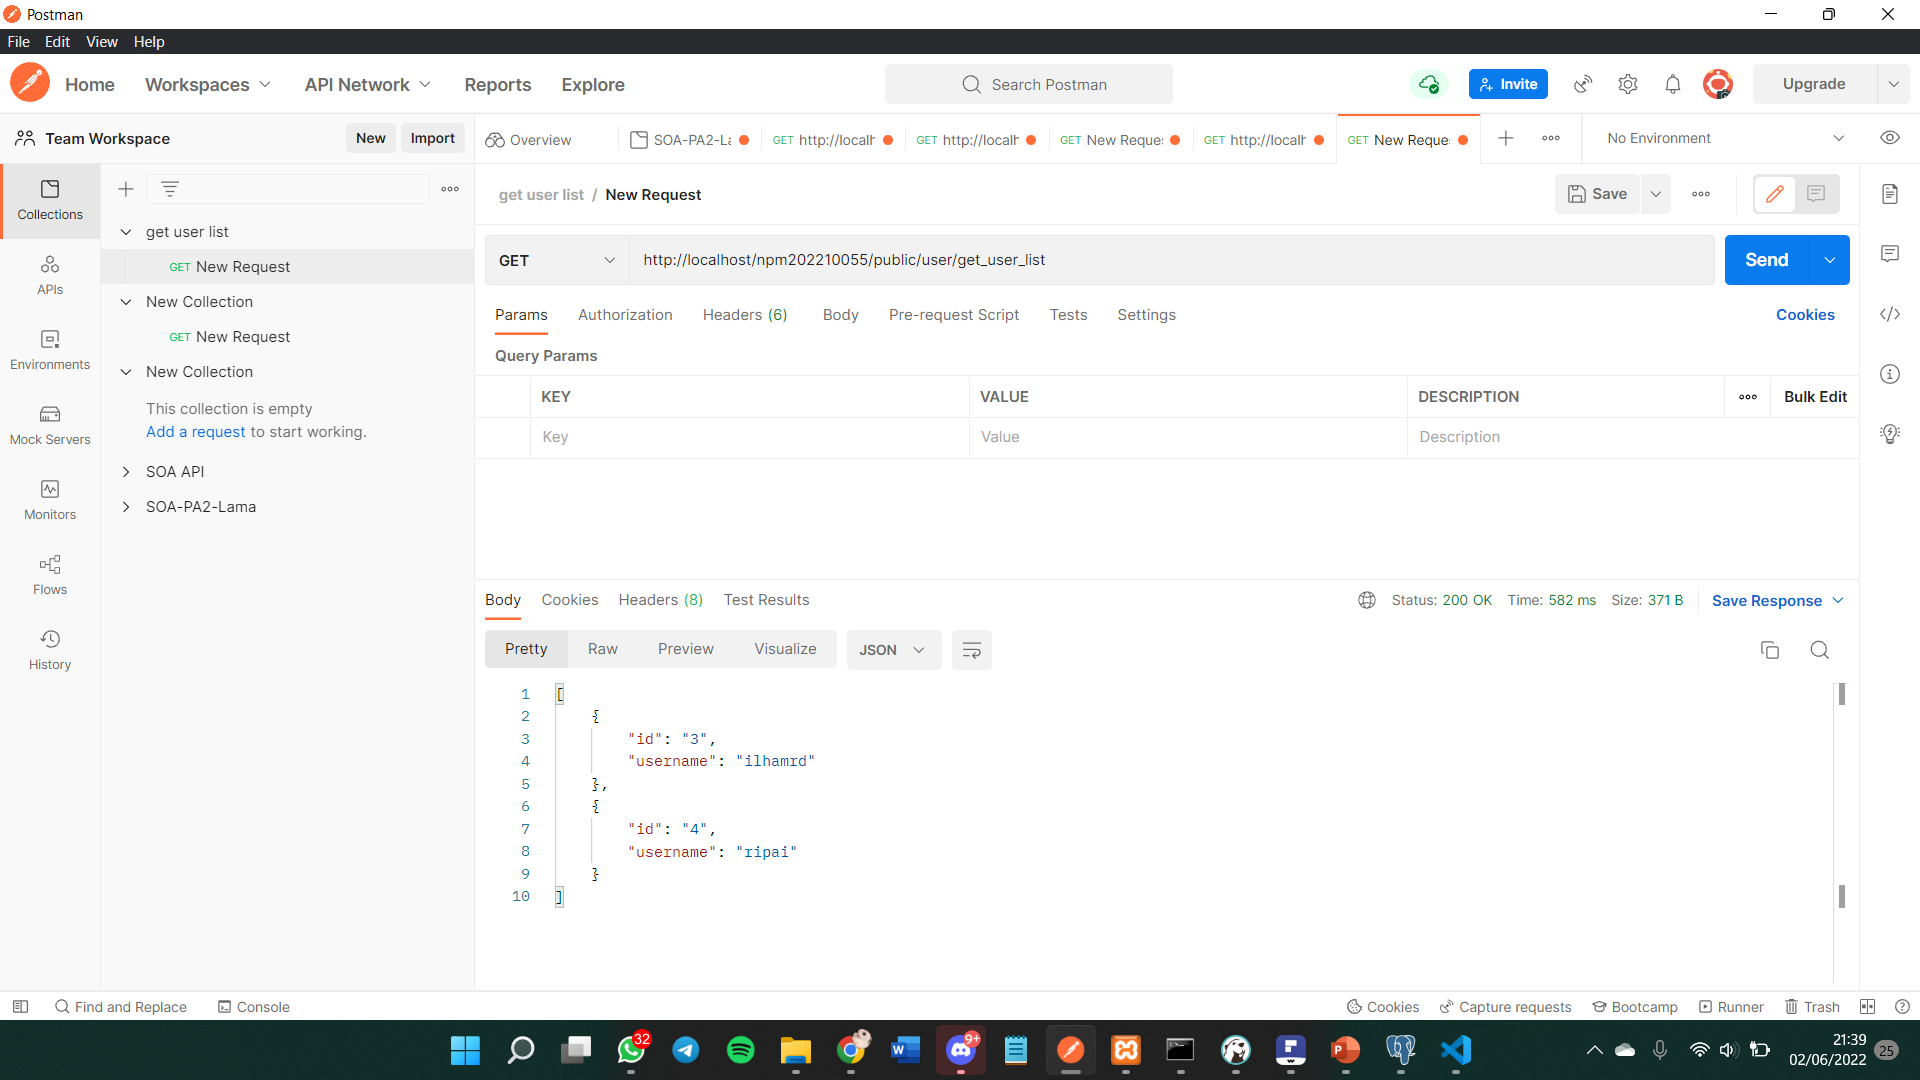 Postman
File Edit View Help
Home Workspaces API Network Reports Explore Search Postman Invite Upgrade
Team Workspace New Import Overview SOA-PA2-La GET http://localh GET http://localh GET New Reques GET http://localh GET New Reques No Environment
get user list / New Request Save
Collections
APIs
Environments
Mock Servers
Monitors
Flows
History
get user list
GET New Request
New Collection
GET New Request
New Collection
This collection is empty
Add a request to start working.
SOA API
SOA-PA2-Lama
GET http://localhost/npm202210055/public/user/get_user_list Send
Params Authorization Headers (6) Body Pre-request Script Tests Settings Cookies
Query Params
KEY VALUE DESCRIPTION Bulk Edit
Key Value Description
Body Cookies Headers (8) Test Results Status: 200 OK Time: 582 ms Size: 371 B Save Response
Pretty Raw Preview Visualize JSON
1 [
2 {
3 "id": "3",
4 "username": "ilhamrd"
5 },
6 {
7 "id": "4",
8 "username": "ripai"
9 }
10 ]
Find and Replace Console Cookies Capture requests Bootcamp Runner Trash
32 9+ 21:39
02/06/2022 25